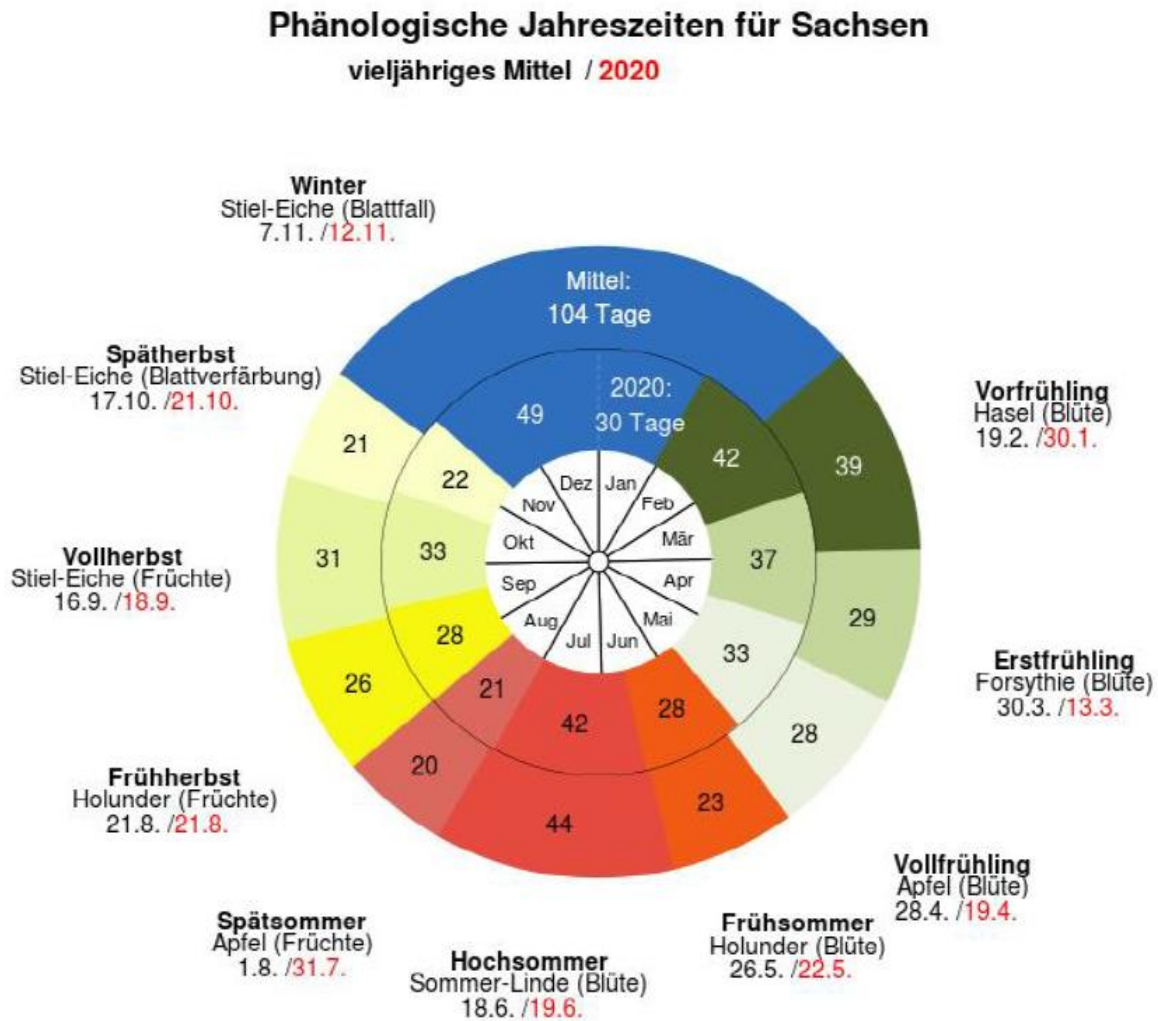 Phänologische Jahreszeiten für Sachsen
vieljähriges Mittel / 2020
Winter
Stiel-Eiche (Blattfall)
7.11. /12.11.
Mittel:
104 Tage
2020:
30 Tage
49
Spätherbst
Stiel-Eiche (Blattverfärbung)
17.10. /21.10.
Vorfrühling
Hasel (Blüte)
19.2. /30.1.
21
22
42
39
Dez
Jan
Nov
Feb
Okt
Mär
Sep
Apr
Aug
Mai
Jul
Jun
Vollherbst
Stiel-Eiche (Früchte)
16.9. /18.9.
31
33
37
29
Erstfrühling
Forsythie (Blüte)
30.3. /13.3.
26
28
33
28
21
42
28
20
44
23
Frühherbst
Holunder (Früchte)
21.8. /21.8.
Vollfrühling
Apfel (Blüte)
28.4. /19.4.
Spätsommer
Apfel (Früchte)
1.8. /31.7.
Hochsommer
Sommer-Linde (Blüte)
18.6. /19.6.
Frühsommer
Holunder (Blüte)
26.5. /22.5.